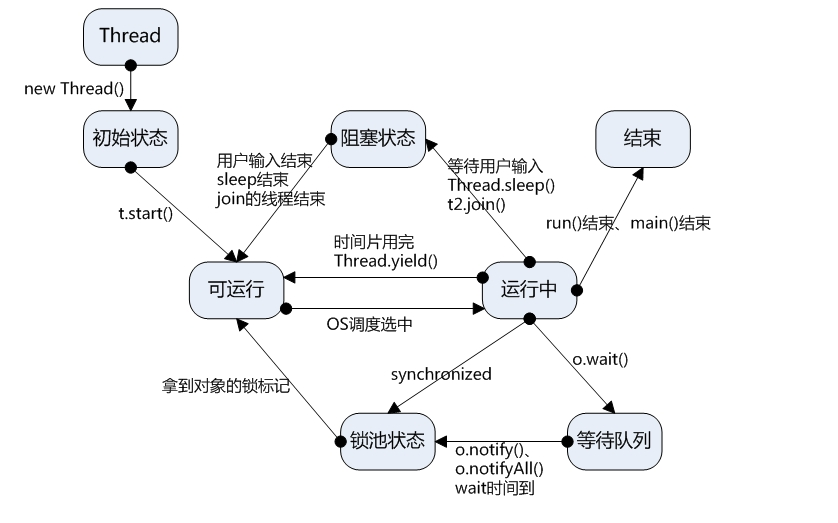 Thread
new Thread()
初始状态
阻塞状态
结束
用户输入结束
sleep结束
join的线程结束
等待用户输入
Thread.sleep()
t2.join()
t.start()
run()结束、main()结束
时间片用完
Thread.yield()
可运行
运行中
OS调度选中
synchronized
o.wait()
拿到对象的锁标记
锁池状态
等待队列
o.notify()、
o.notifyAll()
wait时间到